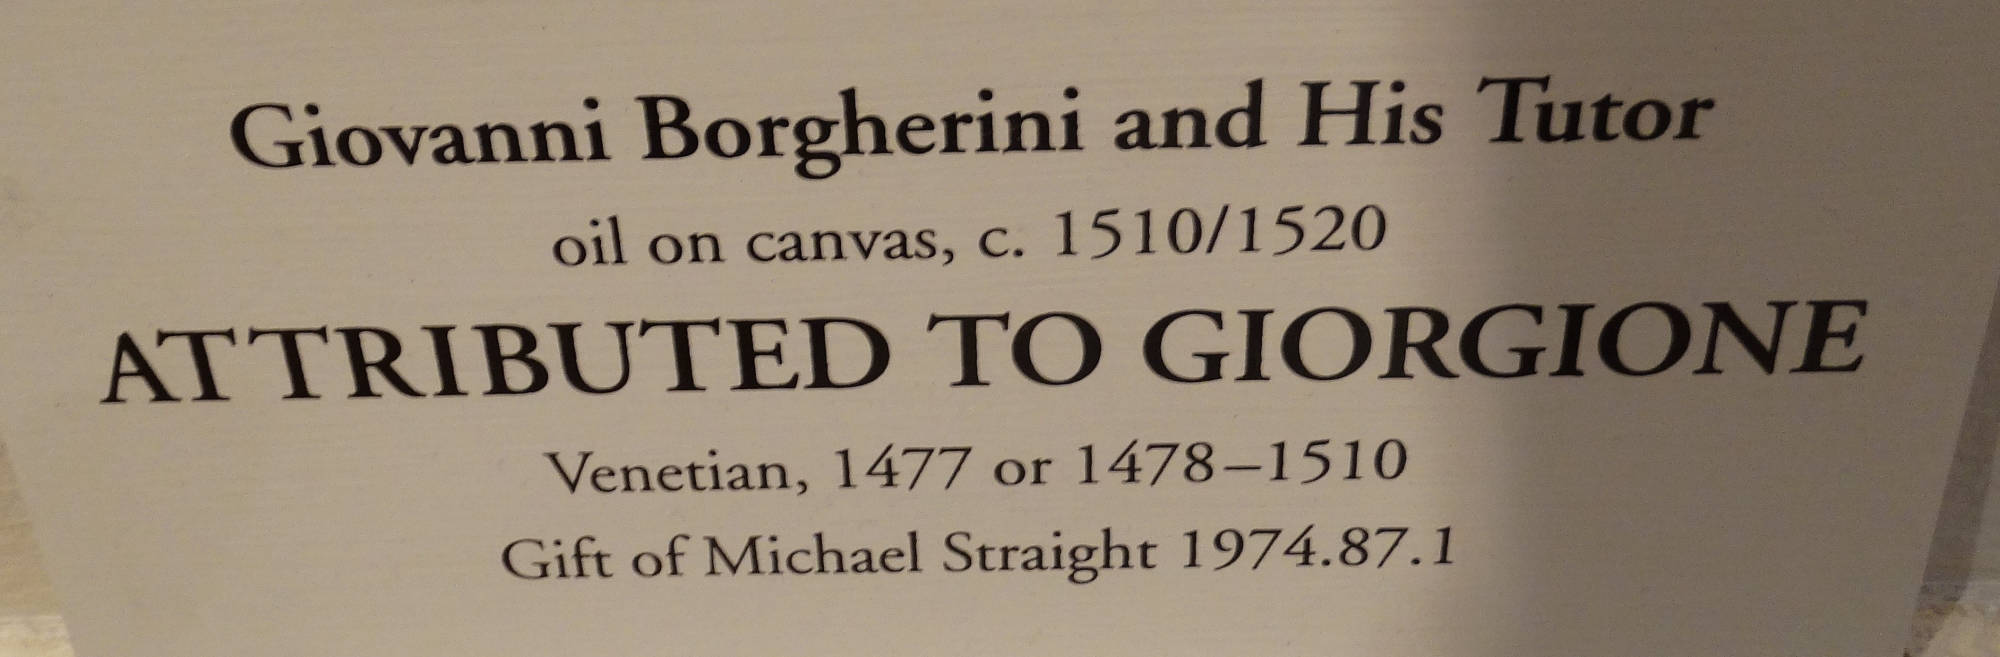 Giovanni Borgherini and His Tutor
oil on canvas, c. 1510/1520
ATTRIBUTED TO GIORGIONE
Venetian, 1477 or 1478–1510
Gift of Michael Straight 1974.87.1